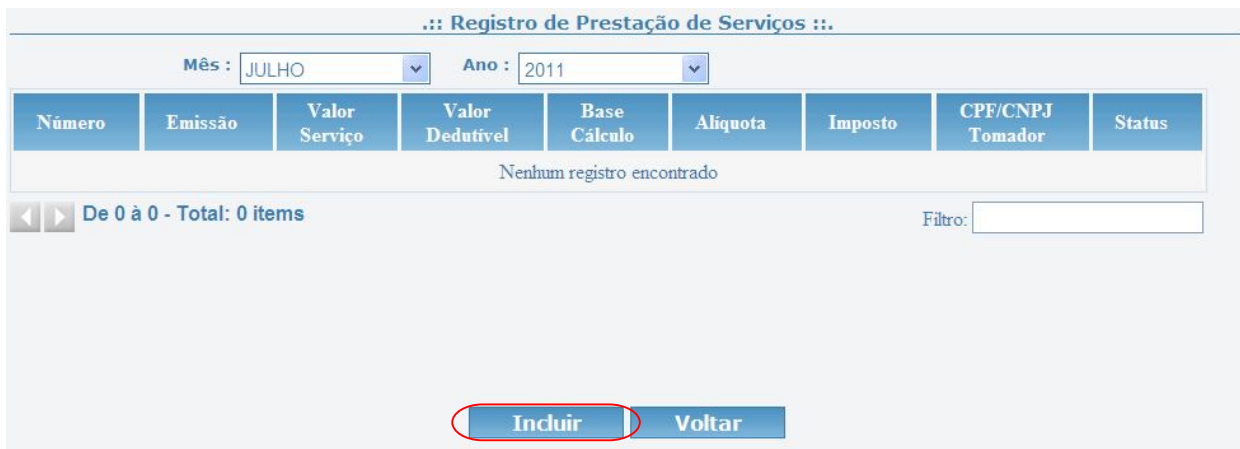 .:: Registro de Prestação de Serviços ::.
Mês : JULHO Ano : 2011
Número Emissão Valor Serviço Valor Dedutível Base Cálculo Alíquota Imposto CPF/CNPJ Tomador Status
Nenhum registro encontrado
De 0 à 0 - Total: 0 items Filtro:
Incluir Voltar